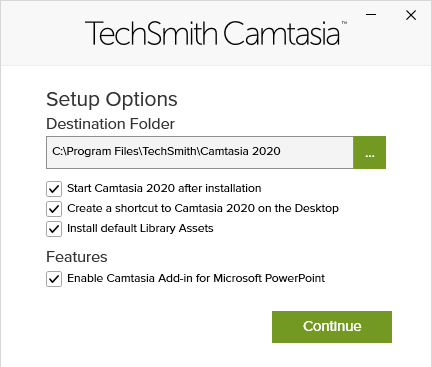 TechSmith Camtasia™
Setup Options
Destination Folder
C:\Program Files\TechSmith\Camtasia 2020
...
Start Camtasia 2020 after installation
Create a shortcut to Camtasia 2020 on the Desktop
Install default Library Assets
Features
Enable Camtasia Add-in for Microsoft PowerPoint
Continue